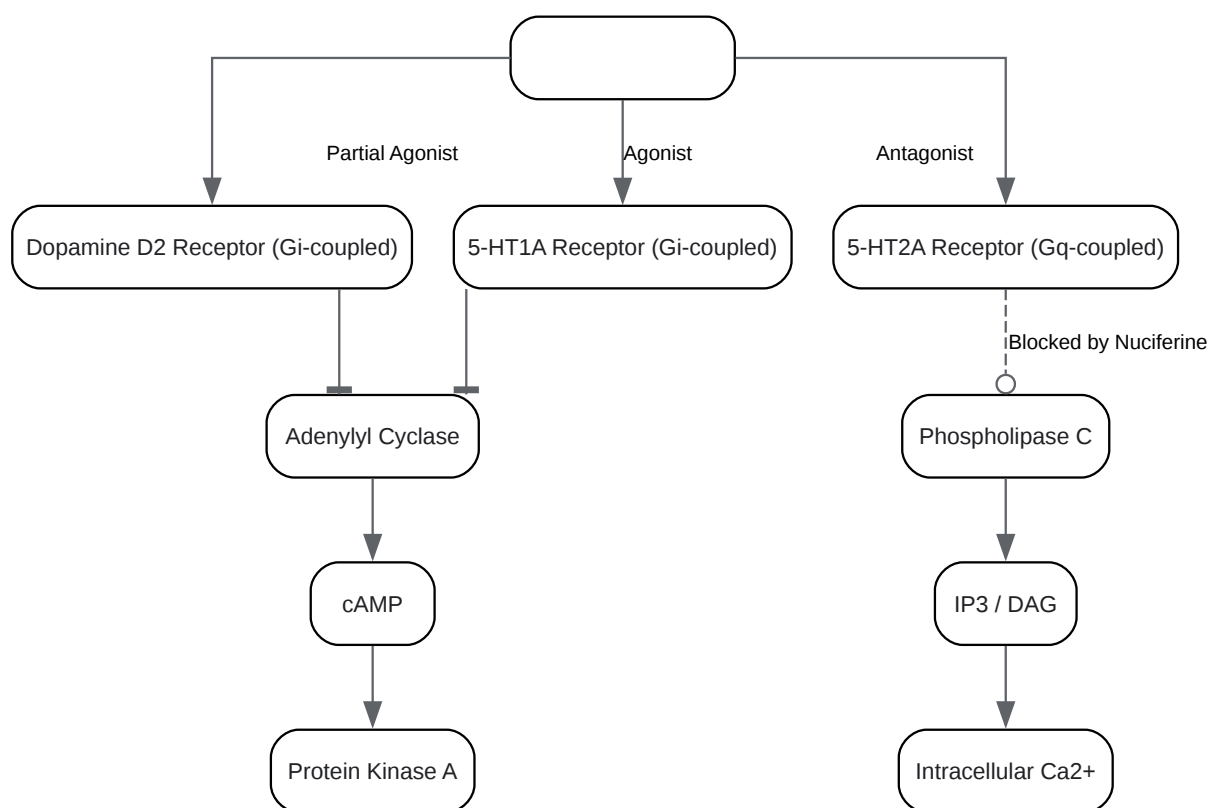 Partial Agonist
Agonist
Antagonist
Dopamine D2 Receptor (Gi-coupled)
5-HT1A Receptor (Gi-coupled)
5-HT2A Receptor (Gq-coupled)
Blocked by Nuciferine
Adenylyl Cyclase
Phospholipase C
cAMP
IP3 / DAG
Protein Kinase A
Intracellular Ca2+